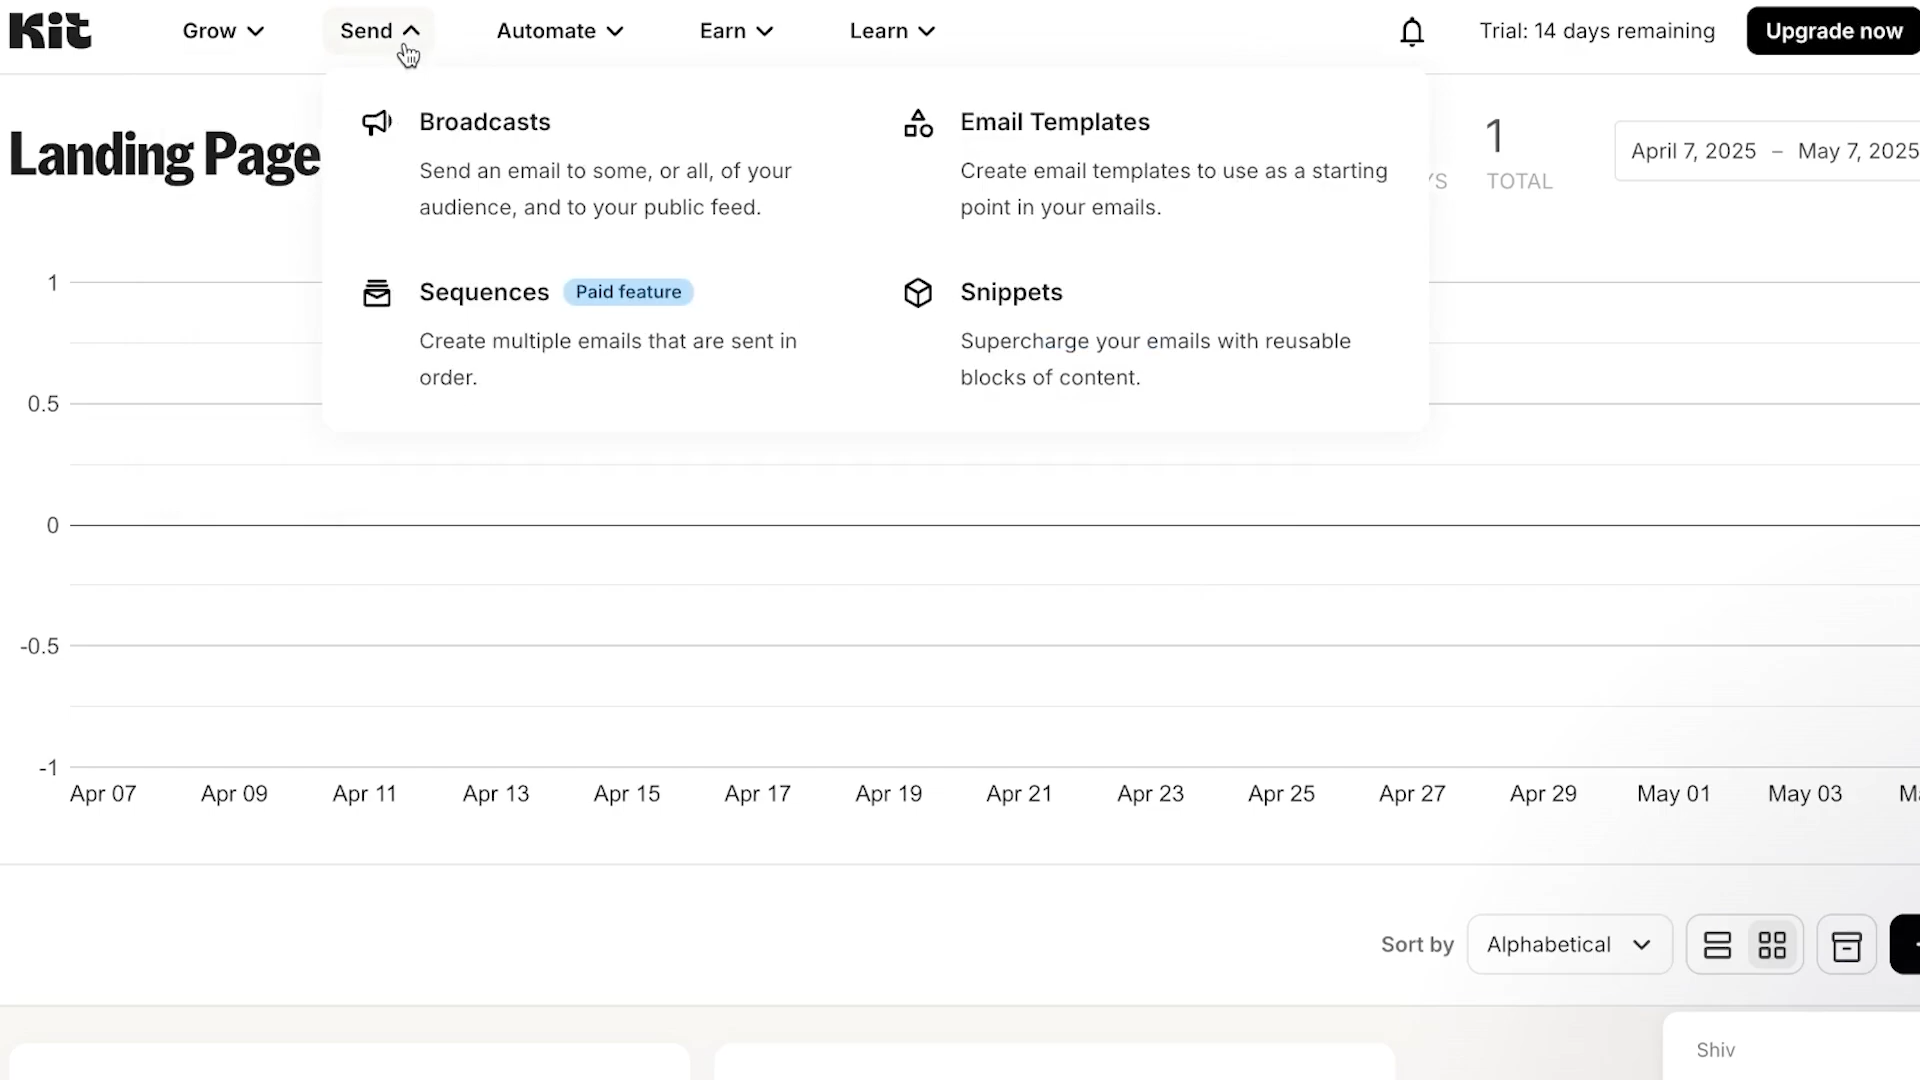 Kit
Grow
Send
Automate
Earn
Learn
Trial: 14 days remaining
Upgrade now
Landing Page
Broadcasts
Send an email to some, or all, of your
audience, and to your public feed.
Email Templates
Create email templates to use as a starting
point in your emails.
Sequences
Paid feature
Create multiple emails that are sent in
order.
Snippets
Supercharge your emails with reusable
blocks of content.
YS
1
TOTAL
April 7, 2025 – May 7, 2025
1
0.5
0
-0.5
-1
Apr 07
Apr 09
Apr 11
Apr 13
Apr 15
Apr 17
Apr 19
Apr 21
Apr 23
Apr 25
Apr 27
Apr 29
May 01
May 03
Sort by
Alphabetical
Shiv